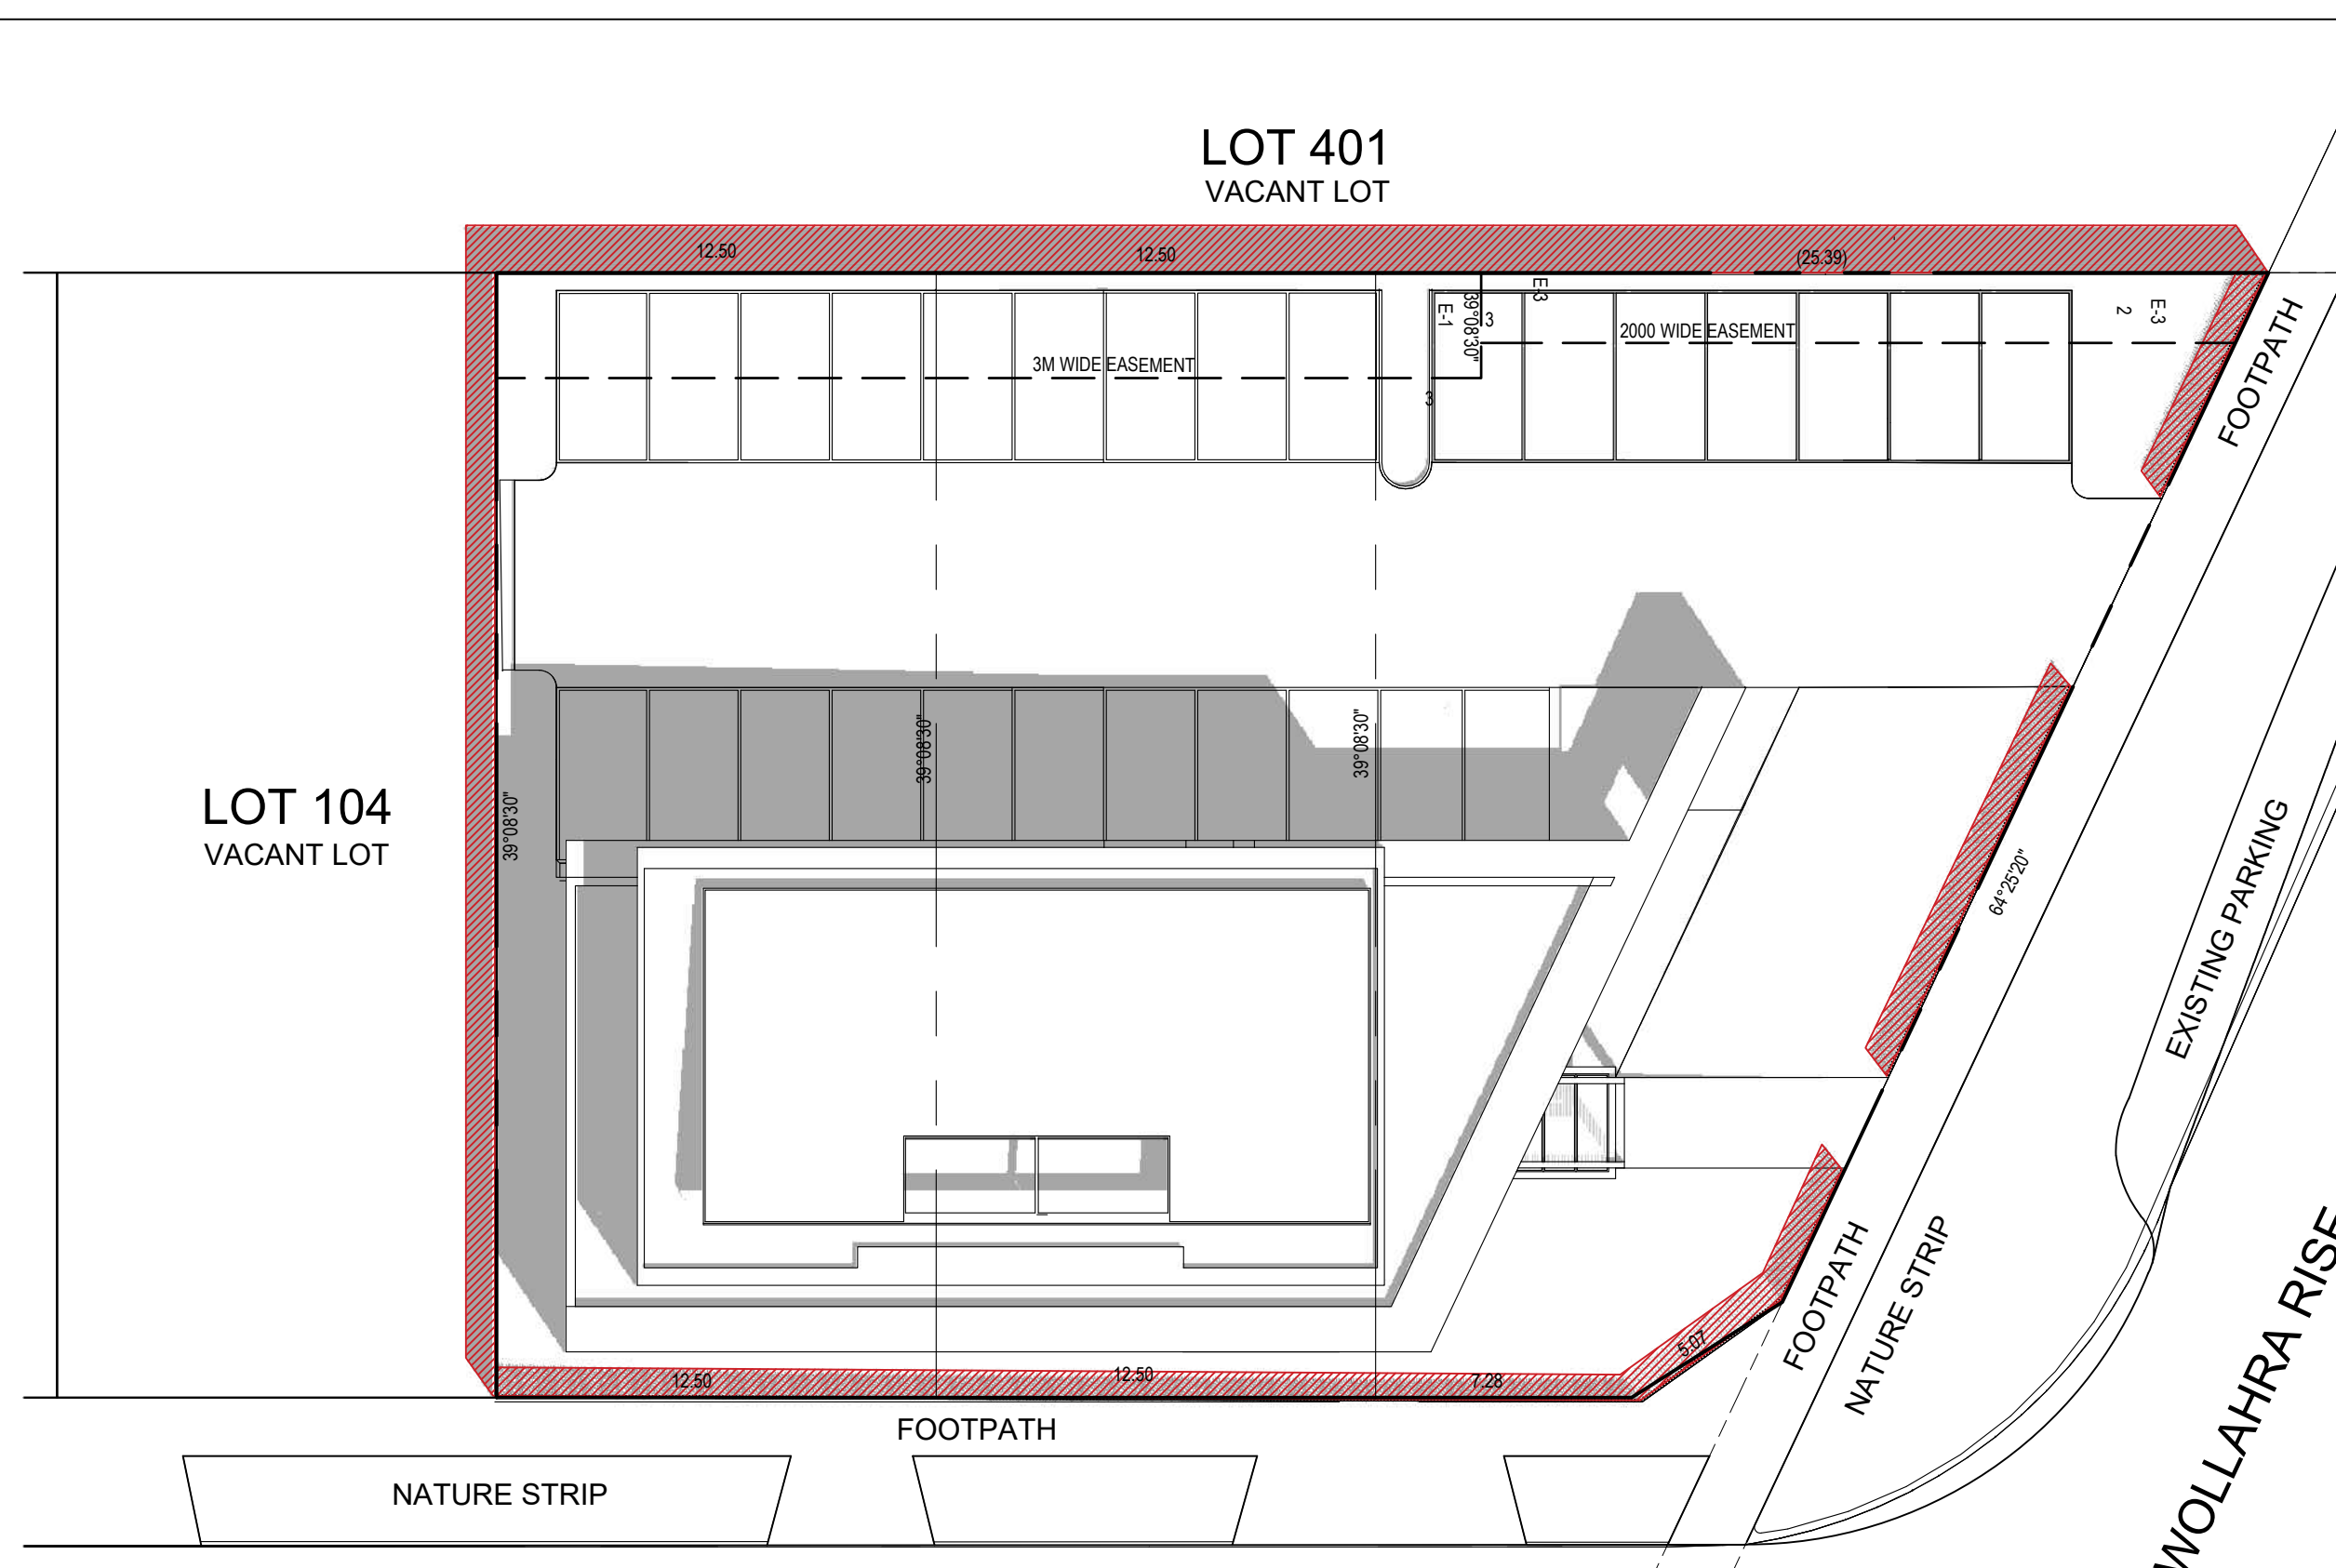 LOT 401
VACANT LOT
12.50
12.50
(25.39)
E-1
39°08'30"
3
E-3
2000 WIDE EASEMENT
2
E-3
3M WIDE EASEMENT
3
FOOTPATH
39°08'30"
39°08'30"
LOT 104
VACANT LOT
39°08'30"
64°25'20"
EXISTING PARKING
FOOTPATH
NATURE STRIP
WOLLAHRA RISE
5.07
12.50
12.50
7.28
FOOTPATH
NATURE STRIP